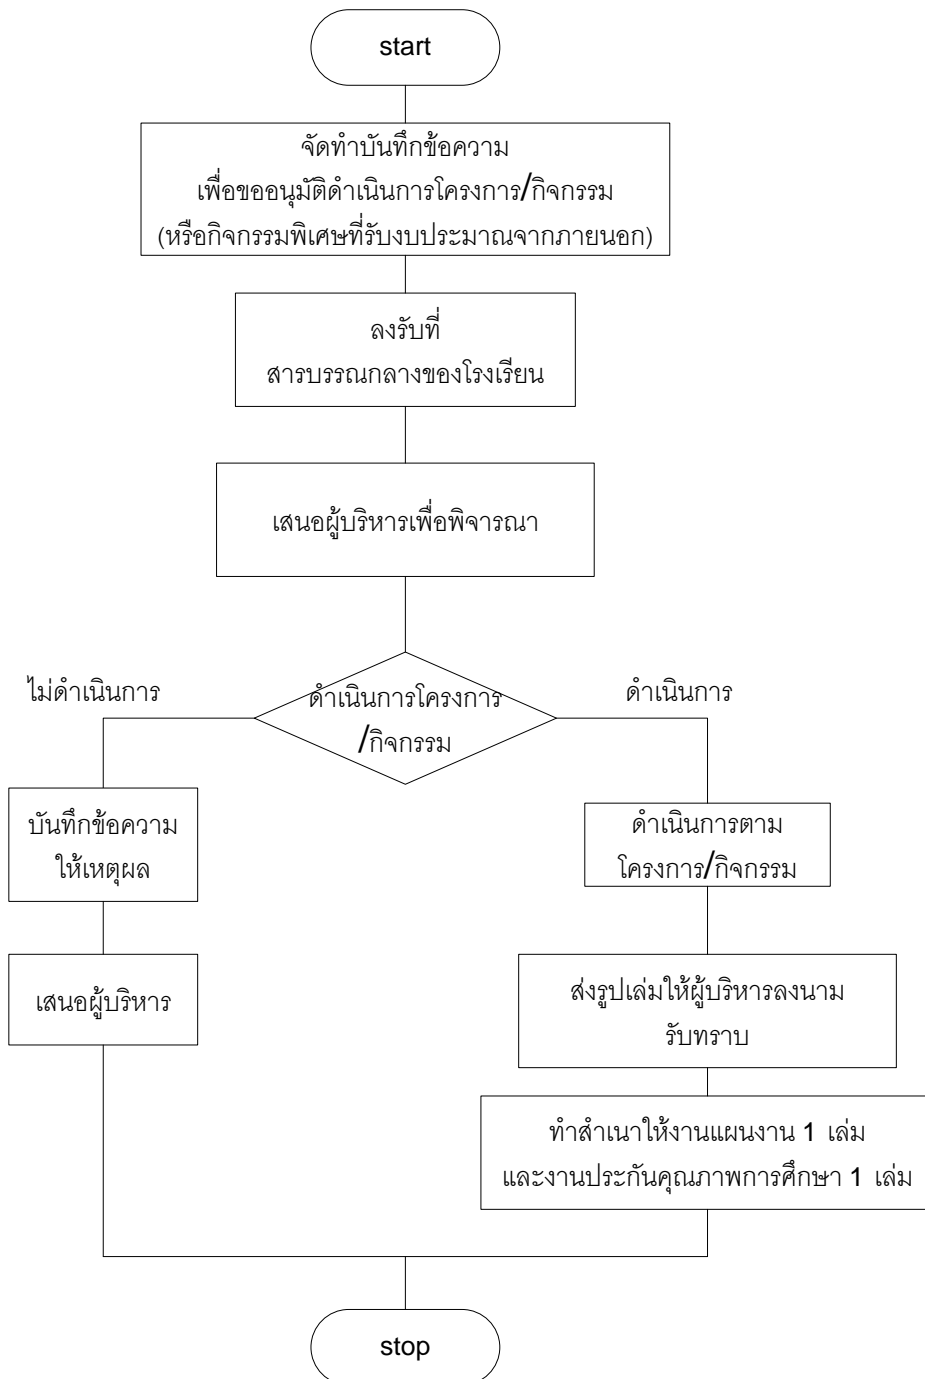 start
จัดทำบันทึกข้อความ
เพื่อขออนุมัติดำเนินการโครงการ/กิจกรรม
(หรือกิจกรรมพิเศษที่รับงบประมาณจากภายนอก)
ลงรับที่
สารบรรณกลางของโรงเรียน
เสนอผู้บริหารเพื่อพิจารณา
ดำเนินการโครงการ
/กิจกรรม
ไม่ดำเนินการ
บันทึกข้อความ
ให้เหตุผล
เสนอผู้บริหาร
ดำเนินการ
ดำเนินการตาม
โครงการ/กิจกรรม
ส่งรูปเล่มให้ผู้บริหารลงนาม
รับทราบ
ทำสำเนาให้งานแผนงาน 1 เล่ม
และงานประกันคุณภาพการศึกษา 1 เล่ม
stop